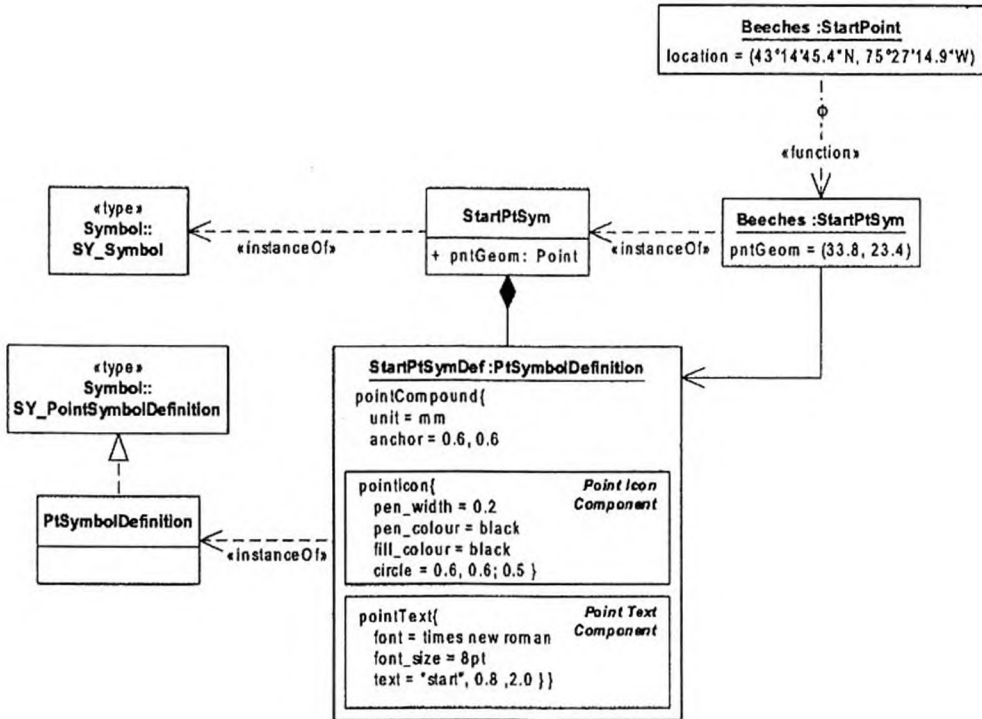 Beeches :StartPoint
location = (43°14'45.4"N, 75°27'14.9"W)
«function»
«type»
Symbol::
SY_Symbol
«instanceOf»
StartPtSym
+ pntGeom: Point
«instanceOf»
Beeches :StartPtSym
pntGeom = (33.8, 23.4)
«type»
Symbol::
SY_PointSymbolDefinition
PtSymbolDefinition
«instanceOf»
StartPtSymDef :PtSymbolDefinition
pointCompound{
unit = mm
anchor = 0.6, 0.6
pointIcon{
Point Icon
Component
pen_width = 0.2
pen_colour = black
fill_colour = black
circle = 0.6, 0.6; 0.5 }
pointText{
Point Text
Component
font = times new roman
font_size = 8pt
text = "start", 0.8 ,2.0 }}